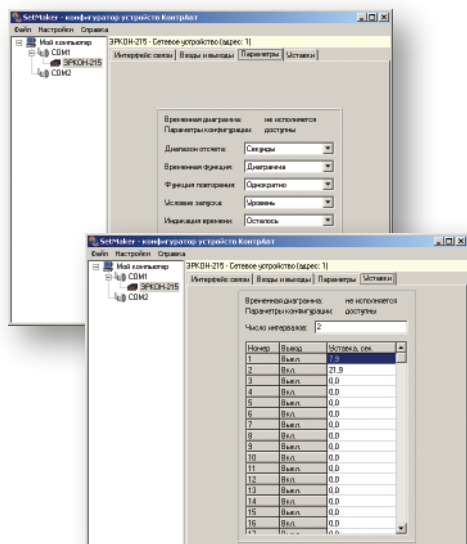 SetMaker - конфигуратор устройств КонтрАвт
Файл Настройки Справка
Мой компьютер
COM1
ЭРКОН-215
COM2
ЭРКОН-215 - Сетевое устройство (адрес: 1)
Интерфейс связи Входы и выходы Параметры Уставки
Временная диаграмма: не исполняется
Параметры конфигурации: доступны
Диапазон отсчета: Секунды
Временная функция: Диаграмма
Функция повторения: Однократно
Условие запуска: Уровень
Индикация времени: Осталось
SetMaker - конфигуратор устройств КонтрАвт
Файл Настройки Справка
Мой компьютер
COM1
ЭРКОН-215
COM2
ЭРКОН-215 - Сетевое устройство (адрес: 1)
Интерфейс связи Входы и выходы Параметры Уставки
Временная диаграмма: не исполняется
Параметры конфигурации: доступны
Число интервалов: 2
Номер Выход Уставка, сек
1 Выкл. 7,9
2 Вкл. 21,9
3 Выкл. 0,0
4 Вкл. 0,0
5 Выкл. 0,0
6 Вкл. 0,0
7 Выкл. 0,0
8 Вкл. 0,0
9 Выкл. 0,0
10 Вкл. 0,0
11 Выкл. 0,0
12 Вкл. 0,0
13 Выкл. 0,0
14 Вкл. 0,0
15 Выкл. 0,0
16 Вкл. 0,0
17 Выкл. 0,0